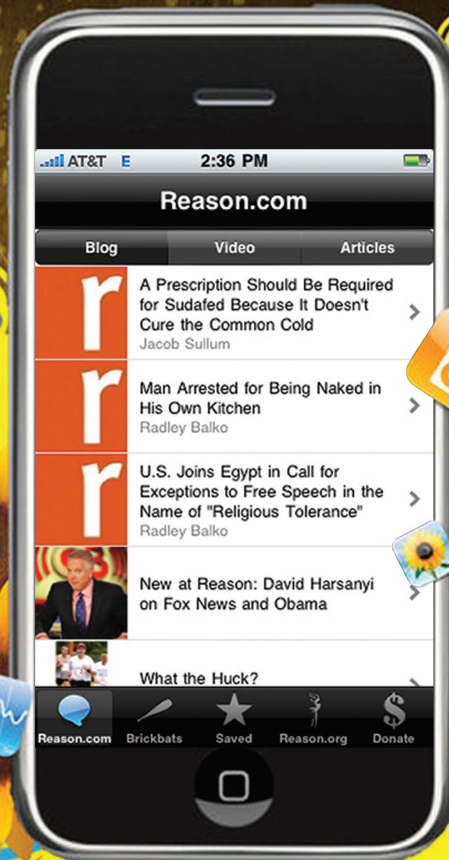 AT&T E 2:36 PM
Reason.com
Blog Video Articles
r
A Prescription Should Be Required
for Sudafed Because It Doesn't
Cure the Common Cold
Jacob Sullum
r
Man Arrested for Being Naked in
His Own Kitchen
Radley Balko
r
U.S. Joins Egypt in Call for
Exceptions to Free Speech in the
Name of "Religious Tolerance"
Radley Balko
New at Reason: David Harsanyi
on Fox News and Obama
What the Huck?
$
Reason.com Brickbats Saved Reason.org Donate